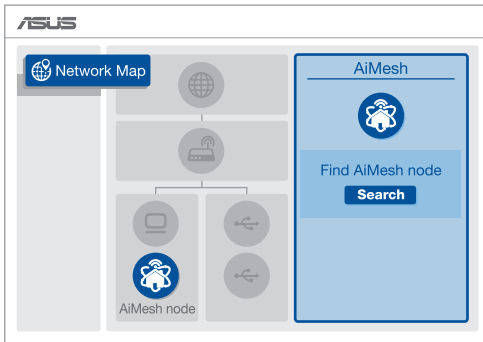 ASUS
Network Map
AiMesh
Find AiMesh node
Search
AiMesh node